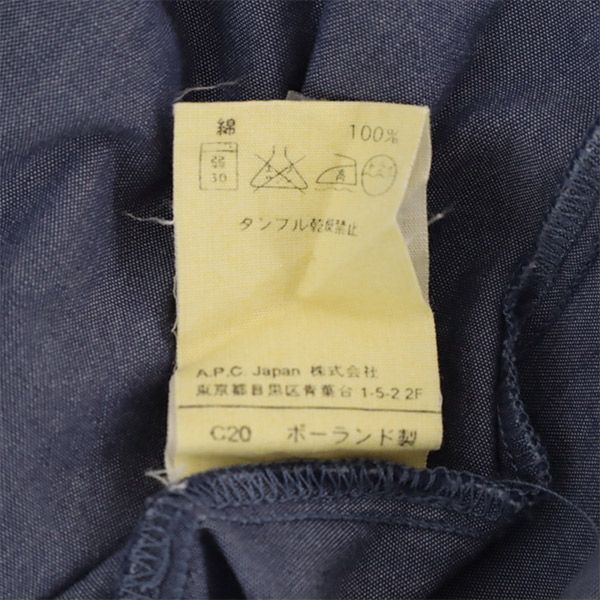 綿 100%
弱
30
タンブル乾燥禁止
A.P.C Japan 株式会社
東京都目黒区青葉台 1-5-2 2F
C20 ポーランド製